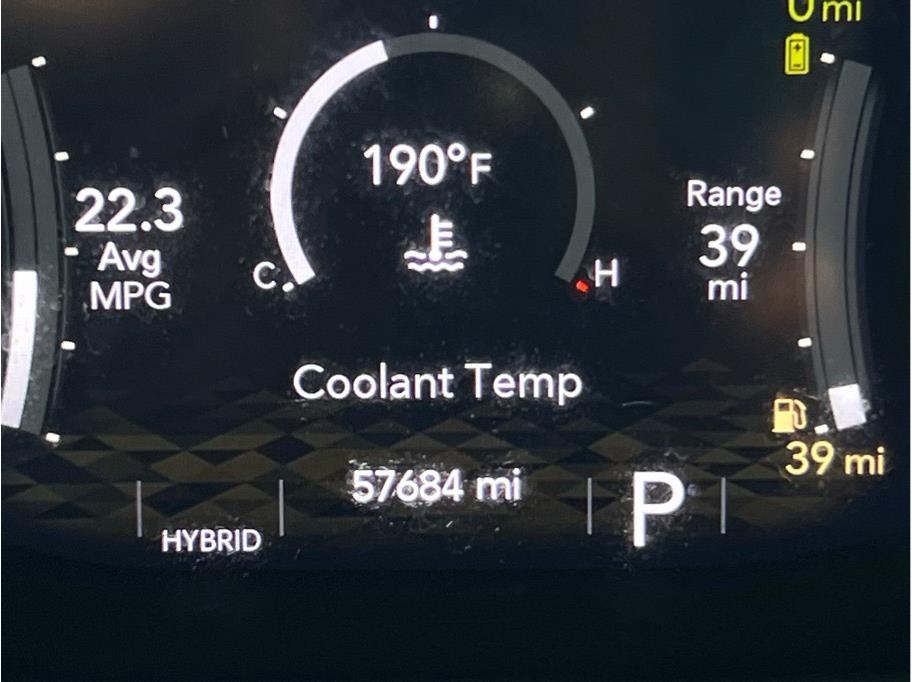 0 mi
190°F
22.3
Avg
MPG
Range
39
mi
C
H
Coolant Temp
39 mi
57684 mi
P
HYBRID